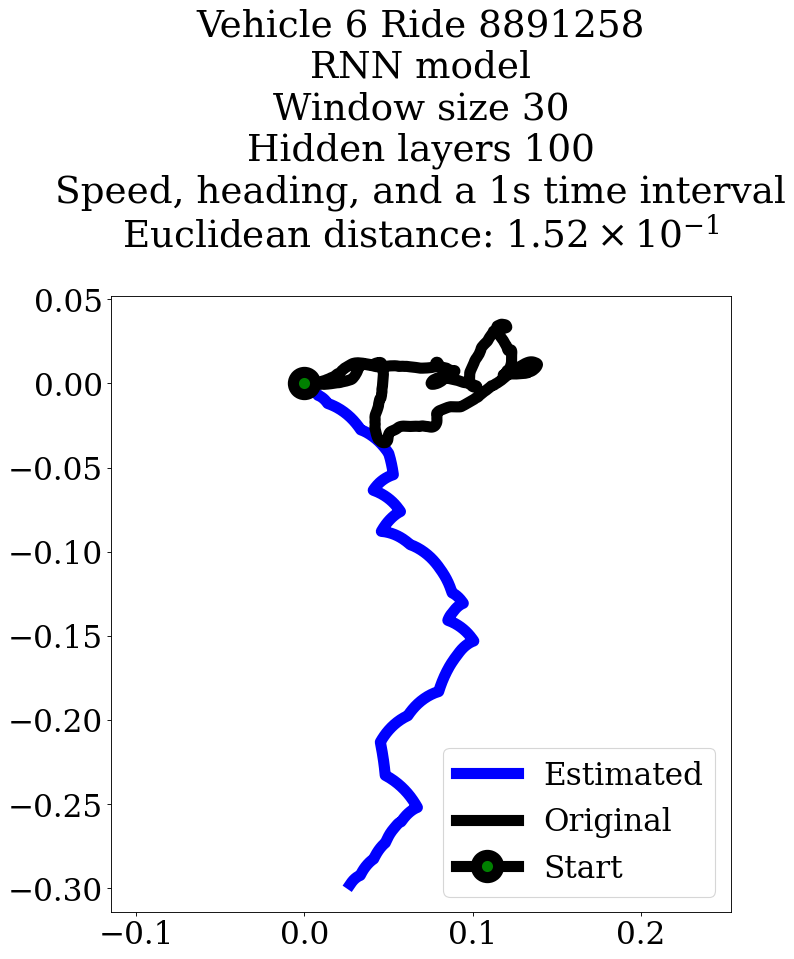 Vehicle 6 Ride 8891258
RNN model
Window size 30
Hidden layers 100
Speed, heading, and a 1s time interval
Euclidean distance: 1.52 × 10⁻¹
0.05
0.00
−0.05
−0.10
−0.15
−0.20
−0.25
−0.30
Estimated
Original
Start
−0.1
0.0
0.1
0.2